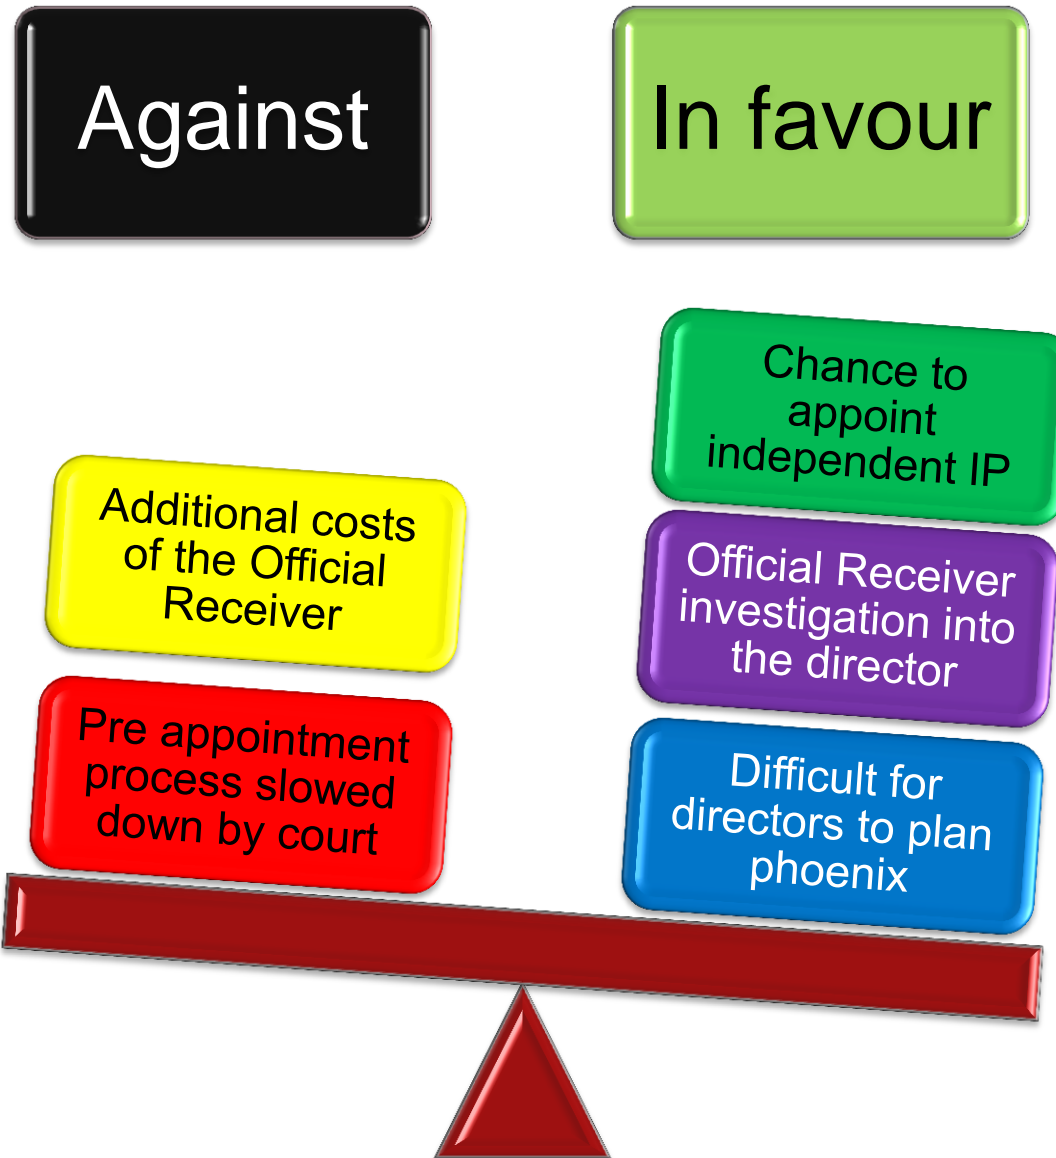 Against
In favour
Additional costs
of the Official
Receiver
Pre appointment
process slowed
down by court
Chance to
appoint
independent IP
Official Receiver
investigation into
the director
Difficult for
directors to plan
phoenix